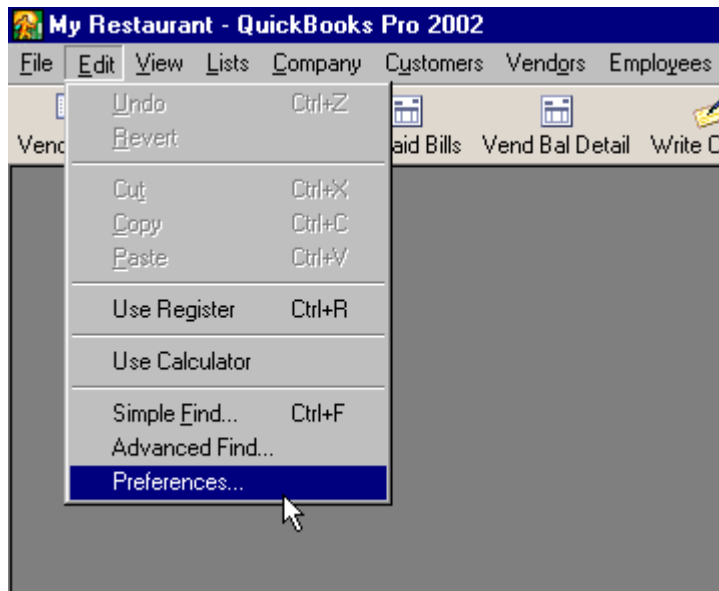 My Restaurant - QuickBooks Pro 2002
File Edit View Lists Company Customers Vendors Employees
Undo Ctrl+Z
Revert
aid Bills Vend Bal Detail Write
Cut Ctrl+X
Copy Ctrl+C
Paste Ctrl+V
Use Register Ctrl+R
Use Calculator
Simple Find... Ctrl+F
Advanced Find...
Preferences...